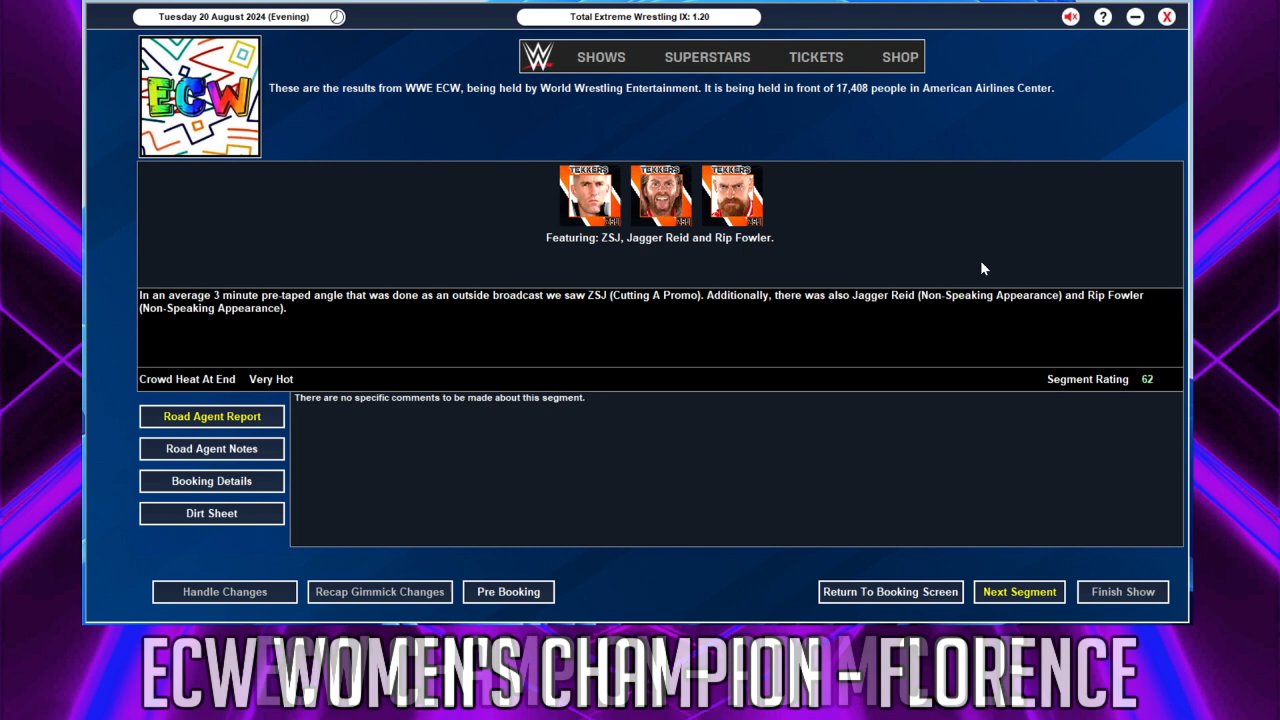 Tuesday 20 August 2024 (Evening)
Total Extreme Wrestling IX: 1.20
?
X
ECW
W
SHOWS
SUPERSTARS
TICKETS
SHOP
These are the results from WWE ECW, being held by World Wrestling Entertainment. It is being held in front of 17,408 people in American Airlines Center.
TEKKERS
TEKKERS
TEKKERS
ZSJ
ZSJ
ZSJ
Featuring: ZSJ, Jagger Reid and Rip Fowler.
In an average 3 minute pre-taped angle that was done as an outside broadcast we saw ZSJ (Cutting A Promo). Additionally, there was also Jagger Reid (Non-Speaking Appearance) and Rip Fowler
(Non-Speaking Appearance).
Crowd Heat At End Very Hot
Segment Rating 62
There are no specific comments to be made about this segment.
Road Agent Report
Road Agent Notes
Booking Details
Dirt Sheet
Handle Changes
Recap Gimmick Changes
Pre Booking
Return To Booking Screen
Next Segment
Finish Show
ECW WOMEN'S CHAMPION - FLORENCE